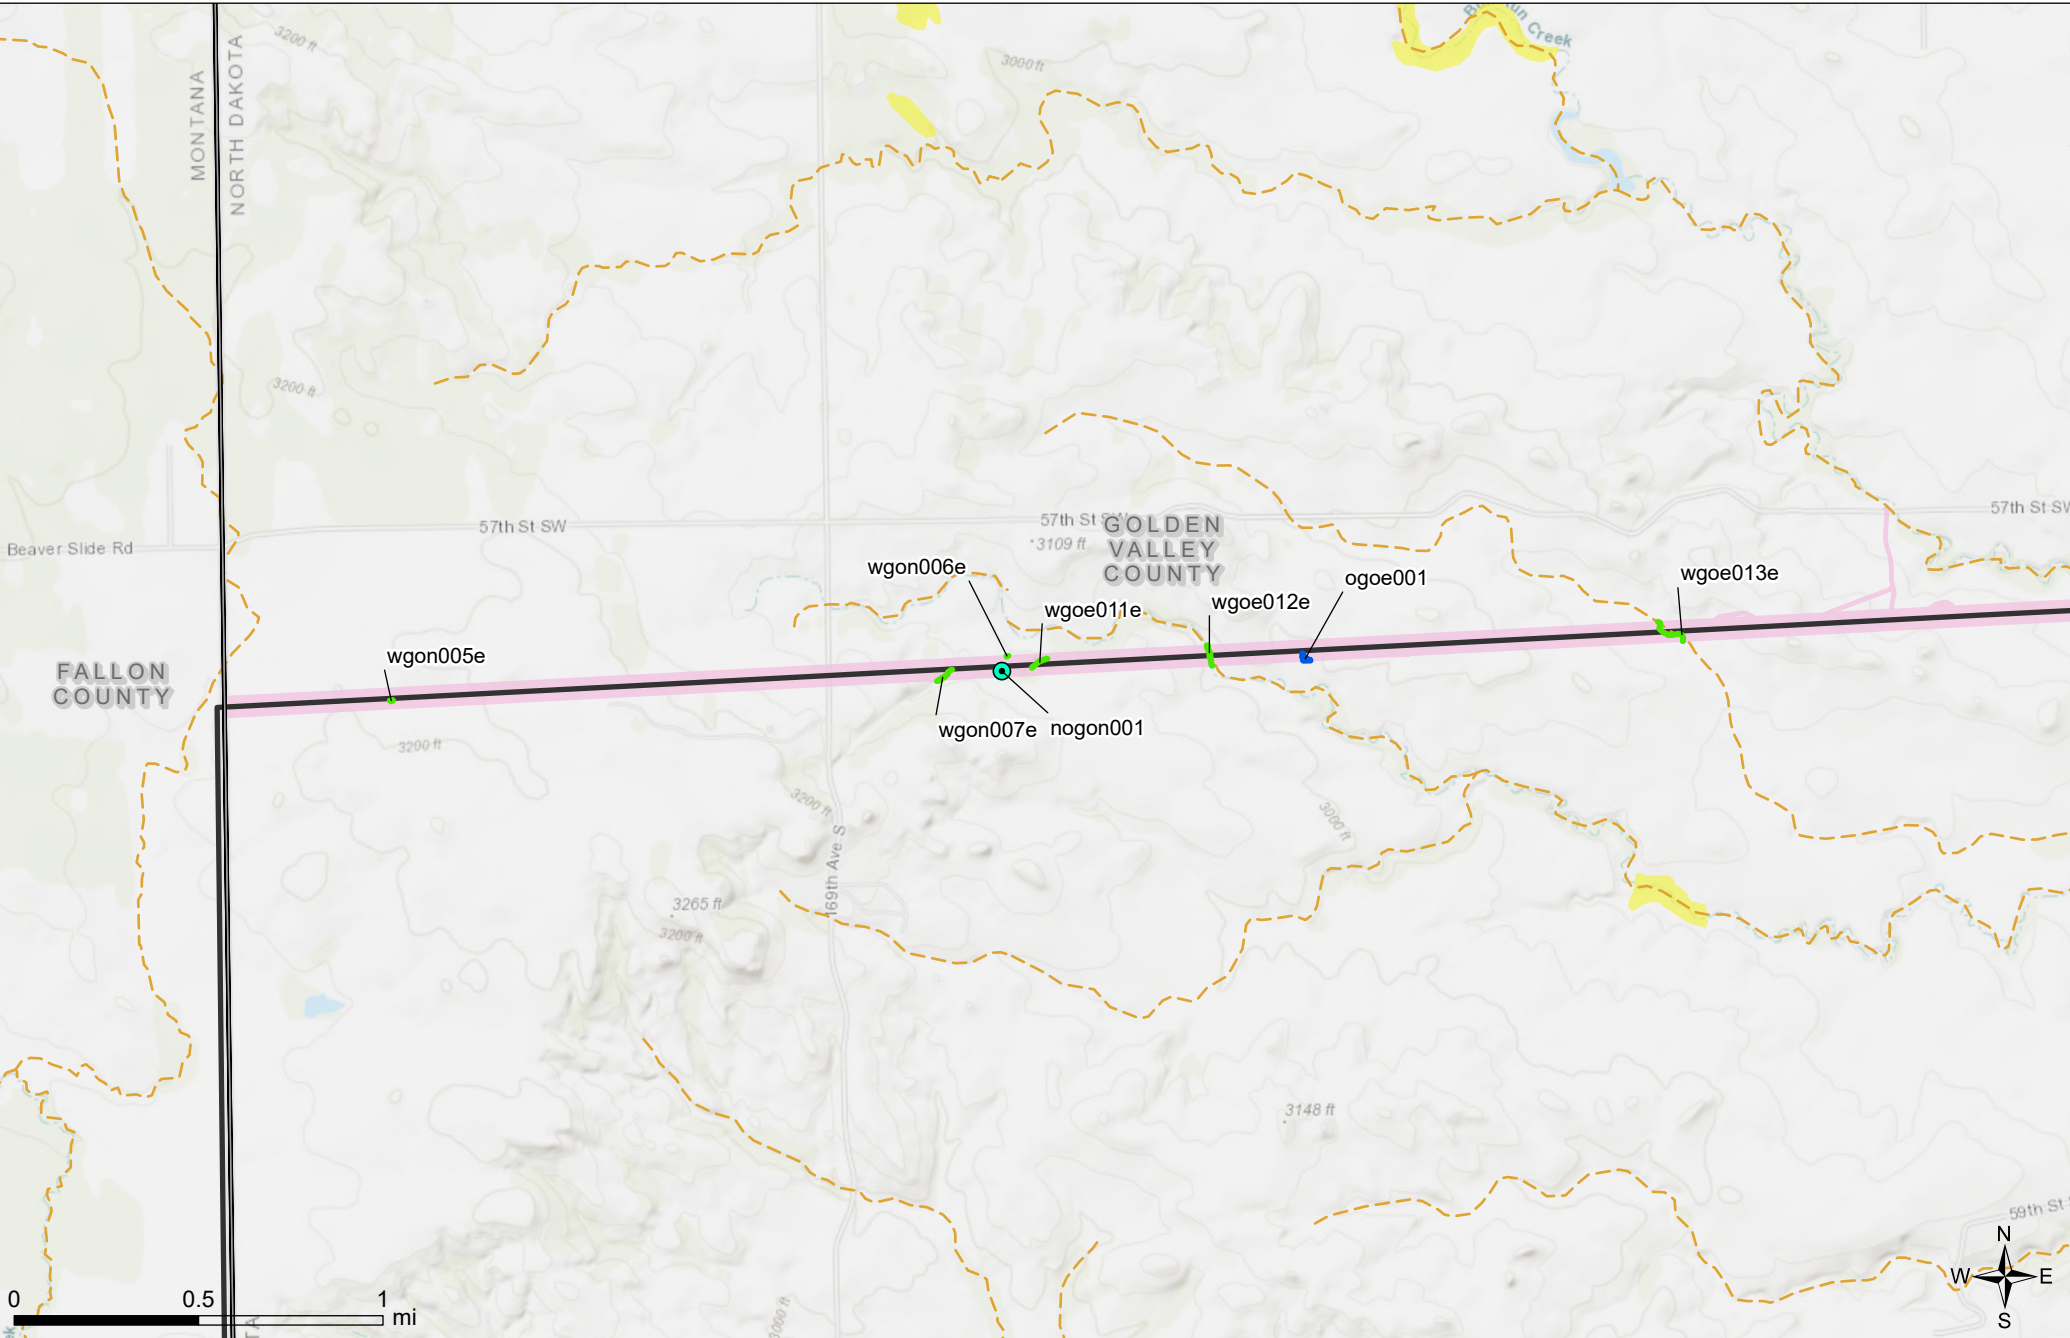 3200 ft
MONTANA
NORTH DAKOTA
3000 ft
Creek
3200 ft
57th St SW
57th St SW
57th St SW
Beaver Slide Rd
3109 ft
GOLDEN
VALLEY
COUNTY
wgon006e
wgoe011e
wgoe012e
ogoe001
wgoe013e
FALLON
COUNTY
wgon005e
wgon007e
nogon001
3200 ft
3200 ft
3000 ft
169th Ave S
3265 ft
3200 ft
3148 ft
59th St
3000 ft
N
W
E
S
0
0.5
1
mi